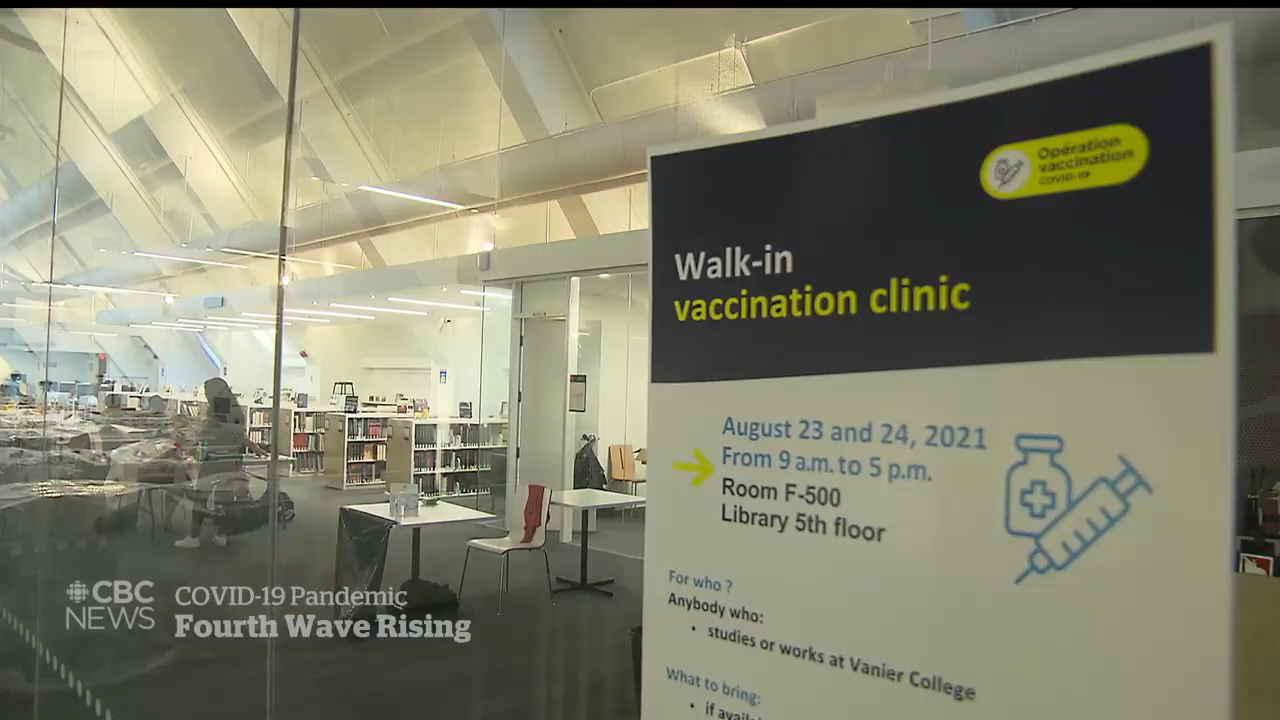 Opération
vaccination
COVID-19
Walk-in
vaccination clinic
August 23 and 24, 2021
From 9 a.m. to 5 p.m.
Room F-500
Library 5th floor
For who ?
Anybody who:
• studies or works at Vanier College
What to bring:
• if
CBC
NEWS
COVID-19 Pandemic
Fourth Wave Rising